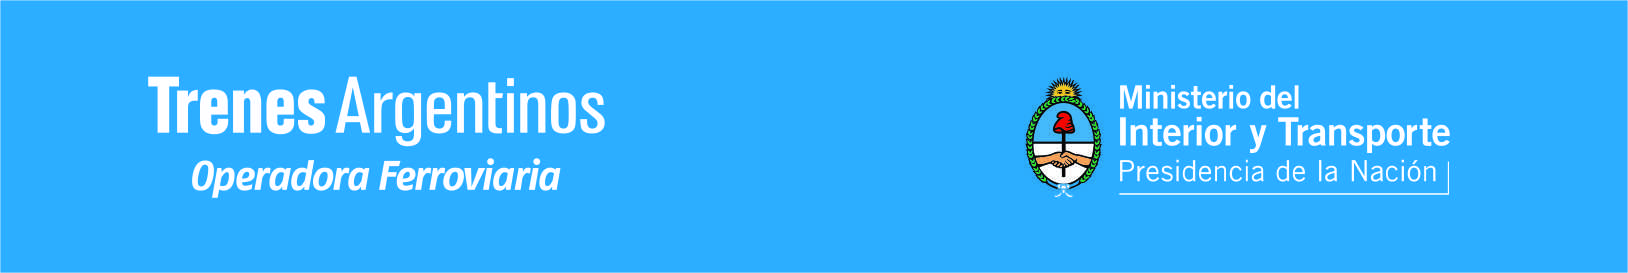 Trenes Argentinos
Operadora Ferroviaria
Ministerio del
Interior y Transporte
Presidencia de la Nación